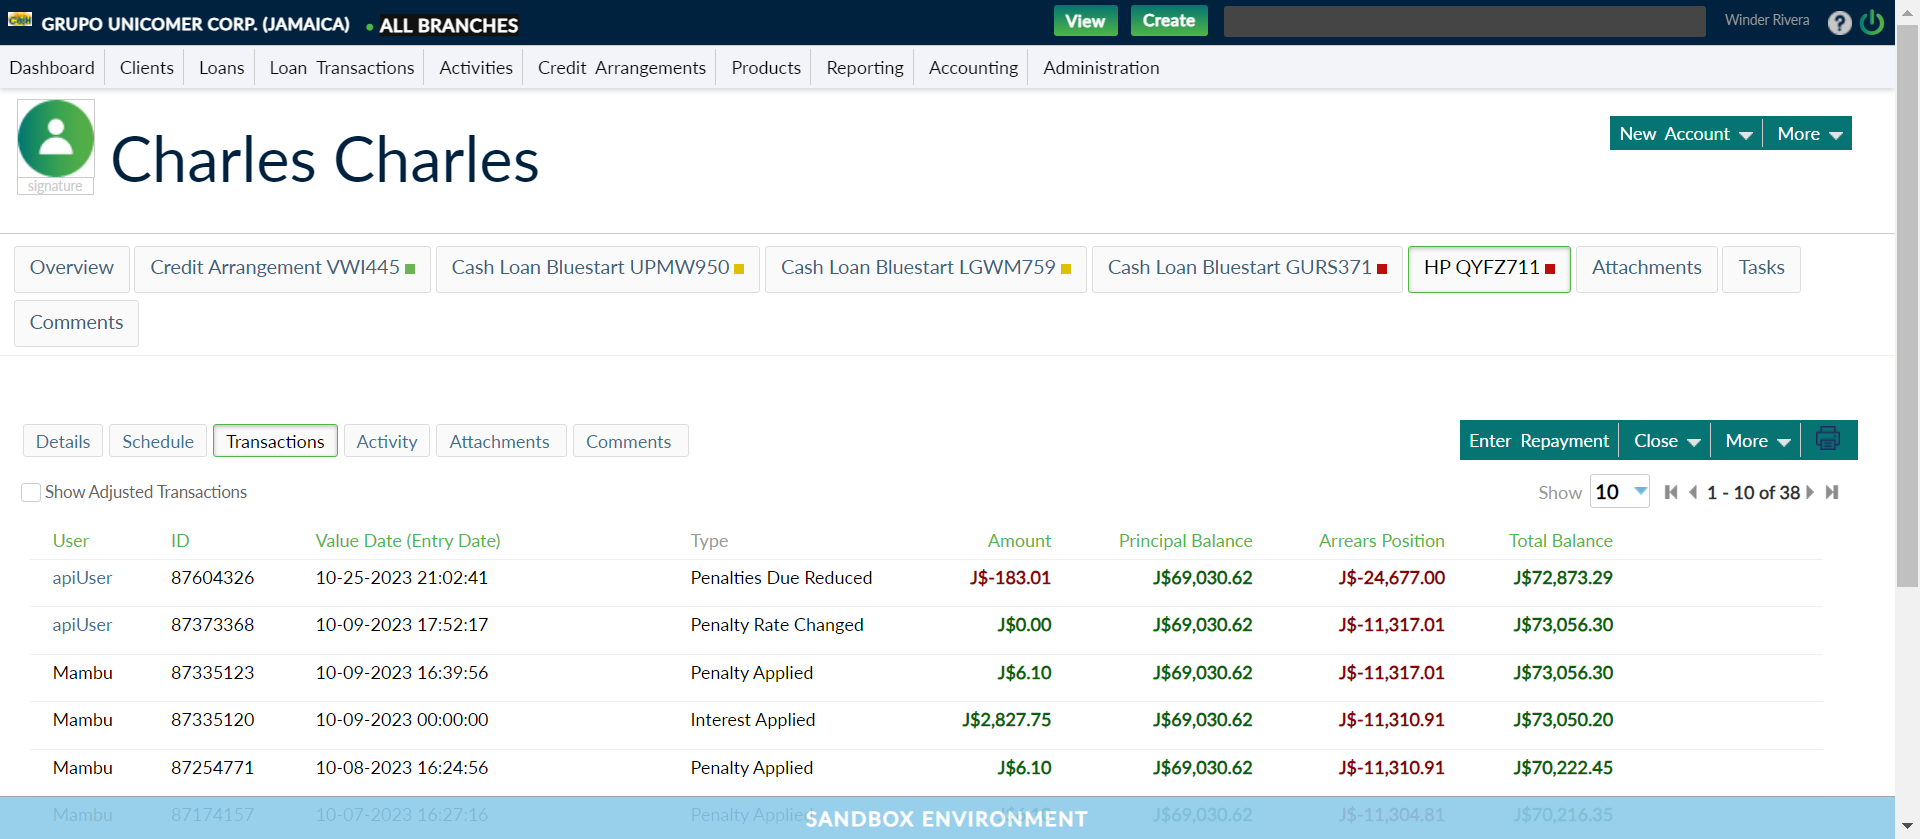 Cash GRUPO UNICOMER CORP. (JAMAICA) • ALL BRANCHES View Create Winder Rivera ?
Dashboard Clients Loans Loan Transactions Activities Credit Arrangements Products Reporting Accounting Administration
signature
Charles Charles
New Account More
Overview Credit Arrangement VWI445 Cash Loan Bluestart UPMW950 Cash Loan Bluestart LGWM759 Cash Loan Bluestart GURS371 HP QYFZ711 Attachments Tasks
Comments
Details Schedule Transactions Activity Attachments Comments Enter Repayment Close More
Show Adjusted Transactions Show 10 1 - 10 of 38
User ID Value Date (Entry Date) Type Amount Principal Balance Arrears Position Total Balance
apiUser 87604326 10-25-2023 21:02:41 Penalties Due Reduced J$-183.01 J$69,030.62 J$-24,677.00 J$72,873.29
apiUser 87373368 10-09-2023 17:52:17 Penalty Rate Changed J$0.00 J$69,030.62 J$-11,317.01 J$73,056.30
Mambu 87335123 10-09-2023 16:39:56 Penalty Applied J$6.10 J$69,030.62 J$-11,317.01 J$73,056.30
Mambu 87335120 10-09-2023 00:00:00 Interest Applied J$2,827.75 J$69,030.62 J$-11,310.91 J$73,050.20
Mambu 87254771 10-08-2023 16:24:56 Penalty Applied J$6.10 J$69,030.62 J$-11,310.91 J$70,222.45
Mambu 87174157 10-07-2023 16:27:16 Penalty Applied J$69,030.62 J$-11,304.81 J$70,216.35
SANDBOX ENVIRONMENT